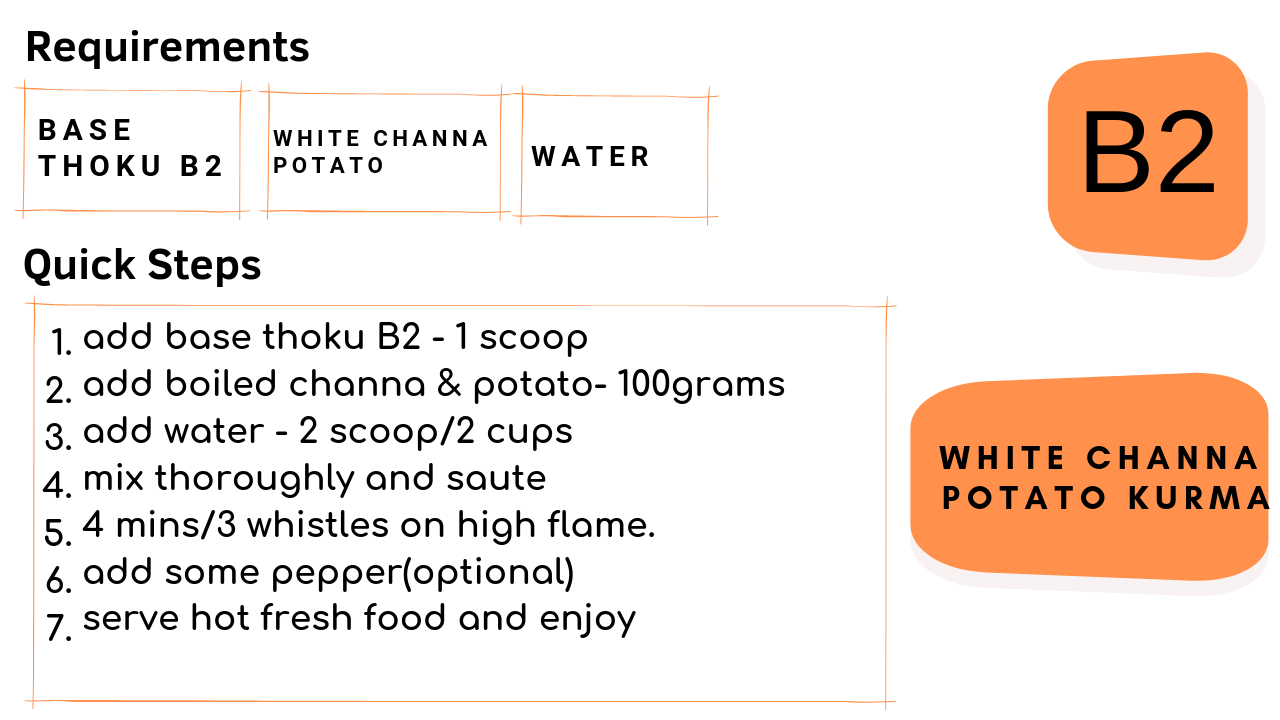 Requirements
BASE
THOKU B2
WHITE CHANNA
POTATO
WATER
B2
Quick Steps
1. add base thoku B2 - 1 scoop
2. add boiled channa & potato- 100grams
3. add water - 2 scoop/2 cups
4. mix thoroughly and saute
5. 4 mins/3 whistles on high flame.
6. add some pepper(optional)
7. serve hot fresh food and enjoy
WHITE CHANNA
POTATO KURMA